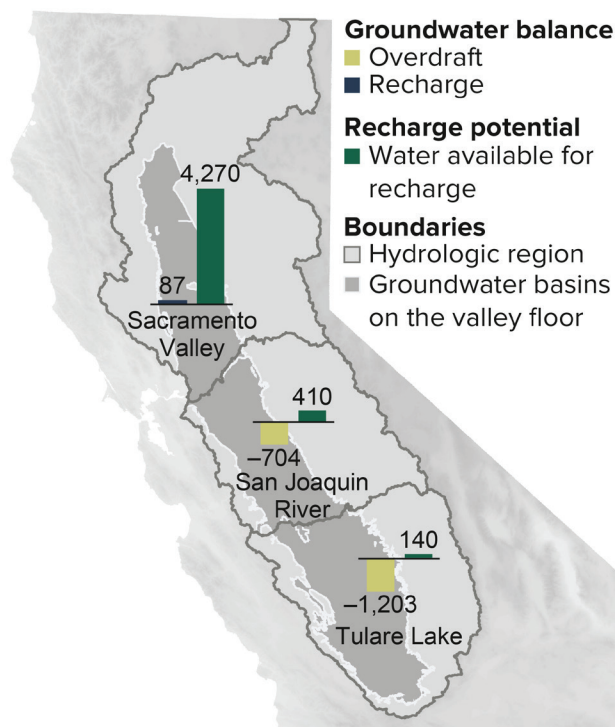 Groundwater balance
Overdraft
Recharge
Recharge potential
Water available for
recharge
Boundaries
Hydrologic region
Groundwater basins
on the valley floor
4,270
87
Sacramento
Valley
410
–704
San Joaquin
River
140
–1,203
Tulare Lake